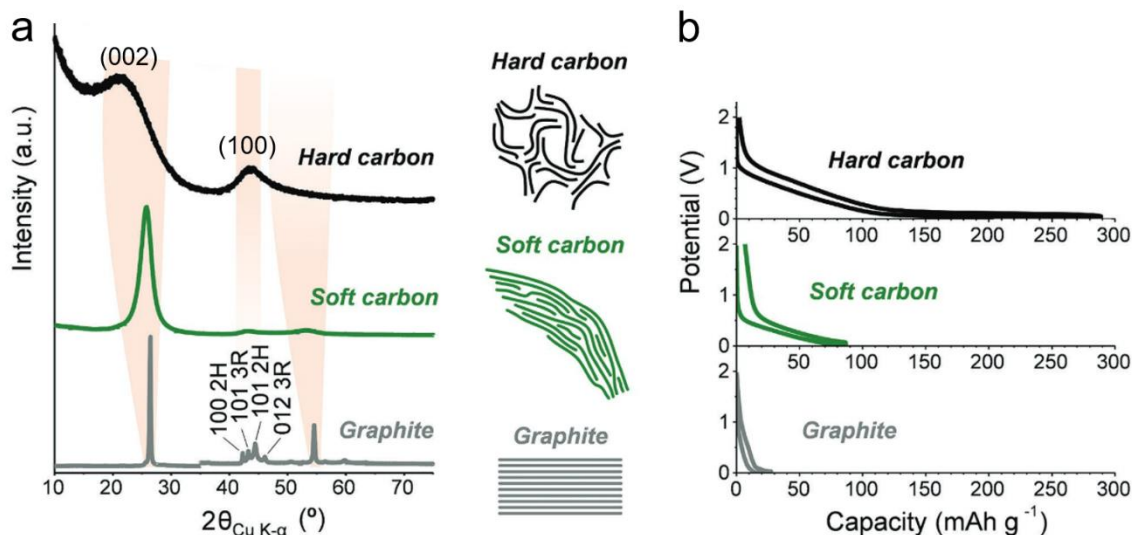 a
(002)
(100)
Hard carbon
Soft carbon
100 2H
101 3R
101 2H
012 3R
Graphite
Intensity (a.u.)
10 20 30 40 50 60 70
2θCu K-α (º)
Hard carbon
Soft carbon
Graphite
b
Hard carbon
2
1
0
50 100 150 200 250 300
Soft carbon
2
1
0
50 100 150 200 250 300
Graphite
2
1
0
0 50 100 150 200 250 300
Potential (V)
Capacity (mAh g -1)